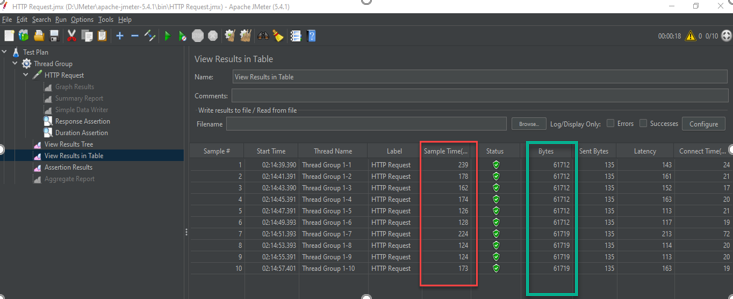 HTTP Request.jmx (D:\JMeter\apache-jmeter-5.4.1\bin\HTTP Request.jmx) - Apache JMeter (5.4.1)
File Edit Search Run Options Tools Help
00:00:18 0 0/10
Test Plan
Thread Group
HTTP Request
Graph Results
Summary Report
Simple Data Writer
Response Assertion
Duration Assertion
View Results Tree
View Results in Table
Assertion Results
Aggregate Report
View Results in Table
Name: View Results in Table
Comments:
Write results to file / Read from file
Filename Browse... Log/Display Only: Errors Successes Configure
Sample # Start Time Thread Name Label Sample Time(... Status Bytes Sent Bytes Latency Connect Time(...
1 02:14:39.390 Thread Group 1-1 HTTP Request 239 61712 135 143 24
2 02:14:41.391 Thread Group 1-2 HTTP Request 178 61712 135 161 21
3 02:14:43.390 Thread Group 1-3 HTTP Request 162 61712 135 152 17
4 02:14:45.391 Thread Group 1-4 HTTP Request 174 61712 135 163 20
5 02:14:47.391 Thread Group 1-5 HTTP Request 126 61712 135 113 21
6 02:14:49.393 Thread Group 1-6 HTTP Request 128 61712 135 117 19
7 02:14:51.393 Thread Group 1-7 HTTP Request 224 61719 135 213 72
8 02:14:53.393 Thread Group 1-8 HTTP Request 124 61719 135 114 20
9 02:14:55.391 Thread Group 1-9 HTTP Request 124 61719 135 113 20
10 02:14:57.401 Thread Group 1-10 HTTP Request 173 61719 135 163 19